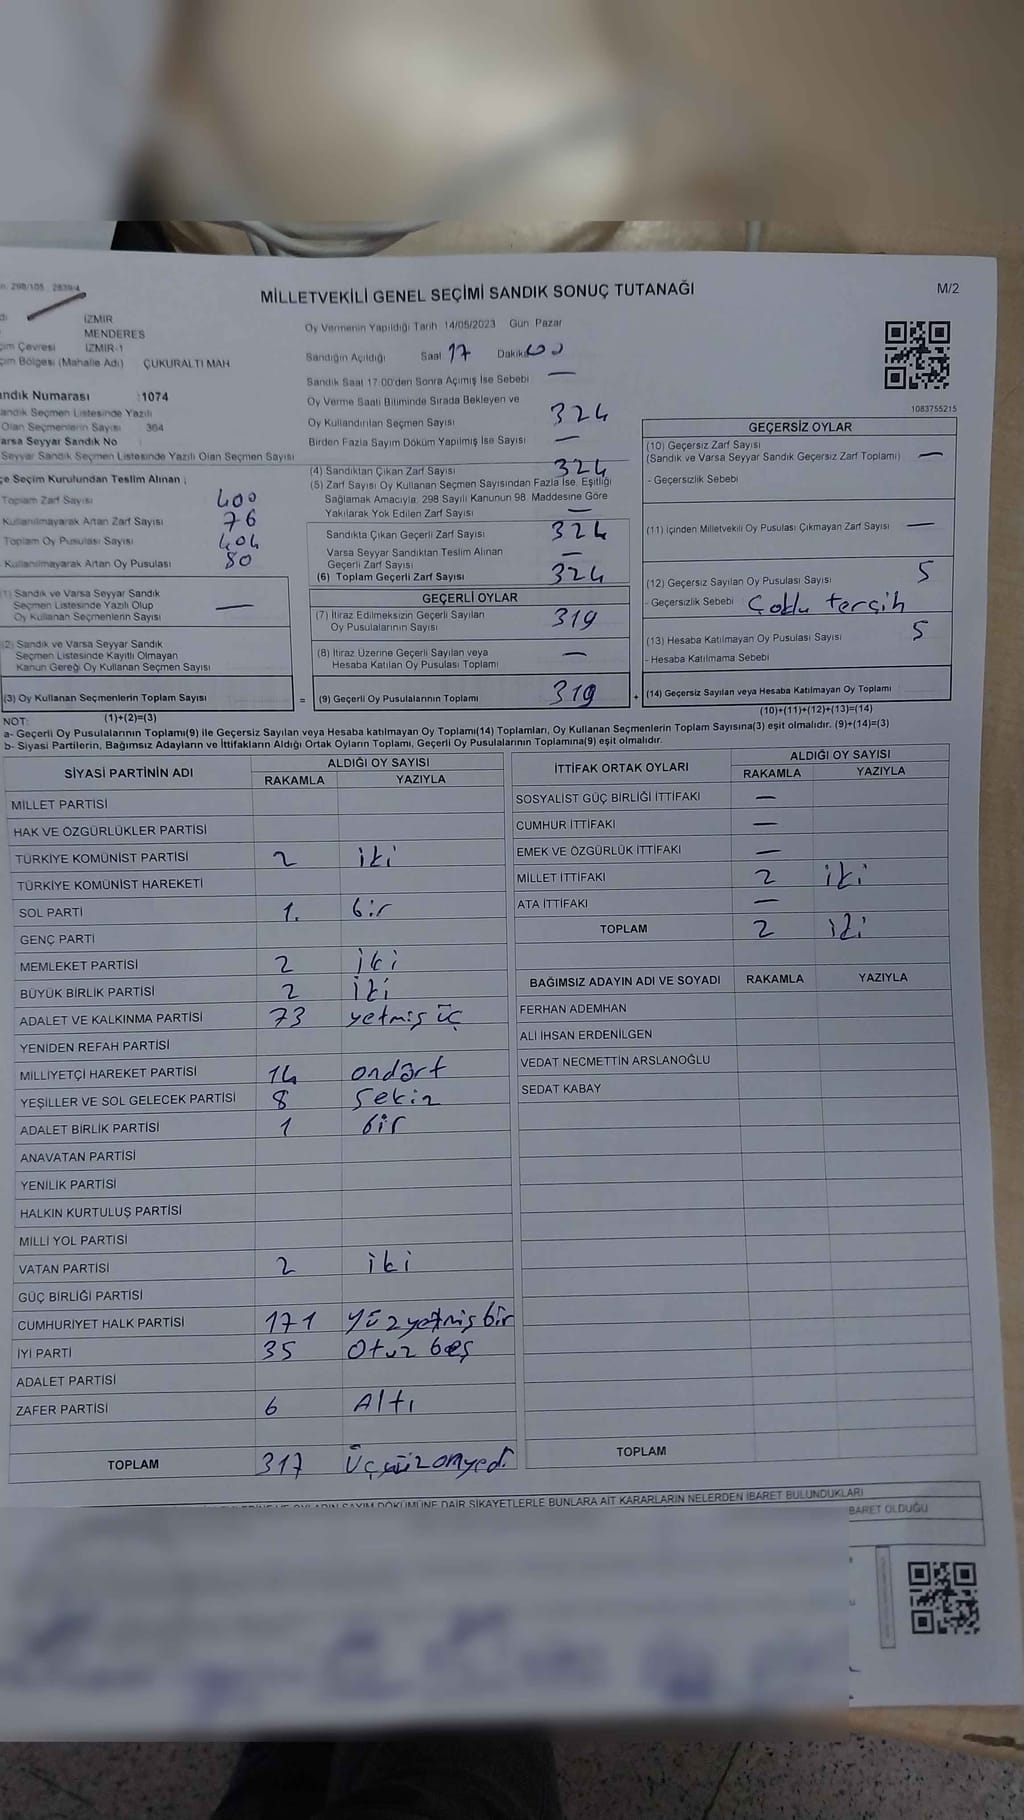 298/105 2839-4
MİLLETVEKİLİ GENEL SEÇİMİ SANDIK SONUÇ TUTANAĞI
M/2
İZMİR
MENDERES
Çevresi İZMİR-1
Bölgesi (Mahalle Adı) ÇUKURALTI MAH
Numarası :1074
Seçmen Listesinde Yazılı
Olan Seçmenlerin Sayısı 364
Varsa Seyyar Sandık No
Seyyar Sandık Seçmen Listesinde Yazılı Olan Seçmen Sayısı
Seçim Kurulundan Teslim Alınan ;
Toplam Zarf Sayısı 400
Kullanılmayarak Artan Zarf Sayısı 76
Toplam Oy Pusulası Sayısı 404
Kullanılmayarak Artan Oy Pusulası 80
(1) Sandık ve Varsa Seyyar Sandık
Seçmen Listesinde Yazılı Olup
Oy Kullanan Seçmenlerin Sayısı —
(2) Sandık ve Varsa Seyyar Sandık
Seçmen Listesinde Kayıtlı Olmayan
Kanun Gereği Oy Kullanan Seçmen Sayısı
(3) Oy Kullanan Seçmenlerin Toplam Sayısı
(1)+(2)=(3)
Oy Vermenin Yapıldığı Tarih 14/05/2023 Gün Pazar
Sandığın Açıldığı Saat 17 Dakika 00
Sandık Saat 17.00'den Sonra Açımış İse Sebebi —
Oy Verme Saati Bitiminde Sırada Bekleyen ve
Oy Kullandırılan Seçmen Sayısı 324
Birden Fazla Sayım Döküm Yapılmış İse Sayısı —
(4) Sandıktan Çıkan Zarf Sayısı 324
(5) Zarf Sayısı Oy Kullanan Seçmen Sayısından Fazla İse, Eşitliği
Sağlamak Amacıyla, 298 Sayılı Kanunun 98. Maddesine Göre
Yakılarak Yok Edilen Zarf Sayısı —
Sandıkta Çıkan Geçerli Zarf Sayısı 324
Varsa Seyyar Sandıktan Teslim Alınan
Geçerli Zarf Sayısı —
(6) Toplam Geçerli Zarf Sayısı 324
GEÇERLİ OYLAR
(7) İtiraz Edilmeksizin Geçerli Sayılan
Oy Pusulalarının Sayısı 319
(8) İtiraz Üzerine Geçerli Sayılan veya
Hesaba Katılan Oy Pusulası Toplamı —
= (9) Geçerli Oy Pusulalarının Toplamı 319 +
1083755215
GEÇERSİZ OYLAR
(10) Geçersiz Zarf Sayısı
(Sandık ve Varsa Seyyar Sandık Geçersiz Zarf Toplamı) —
- Geçersizlik Sebebi
(11) İçinden Milletvekili Oy Pusulası Çıkmayan Zarf Sayısı —
(12) Geçersiz Sayılan Oy Pusulası Sayısı 5
- Geçersizlik Sebebi Çoklu tercih
(13) Hesaba Katılmayan Oy Pusulası Sayısı 5
- Hesaba Katılmama Sebebi
(14) Geçersiz Sayılan veya Hesaba Katılmayan Oy Toplamı
(10)+(11)+(12)+(13)=(14)
NOT:
a- Geçerli Oy Pusulalarının Toplamı(9) ile Geçersiz Sayılan veya Hesaba katılmayan Oy Toplamı(14) Toplamları, Oy Kullanan Seçmenlerin Toplam Sayısına(3) eşit olmalıdır. (9)+(14)=(3)
b- Siyasi Partilerin, Bağımsız Adayların ve İttifakların Aldığı Ortak Oyların Toplamı, Geçerli Oy Pusulalarının Toplamına(9) eşit olmalıdır.
SİYASİ PARTİNİN ADI ALDIĞI OY SAYISI
RAKAMLA YAZIYLA
MİLLET PARTİSİ
HAK VE ÖZGÜRLÜKLER PARTİSİ
TÜRKİYE KOMÜNİST PARTİSİ 2 iki
TÜRKİYE KOMÜNİST HAREKETİ
SOL PARTİ 1. bir
GENÇ PARTİ
MEMLEKET PARTİSİ 2 iki
BÜYÜK BİRLİK PARTİSİ 2 iki
ADALET VE KALKINMA PARTİSİ 73 yetmiş üç
YENİDEN REFAH PARTİSİ
MİLLİYETÇİ HAREKET PARTİSİ 14 ondört
YEŞİLLER VE SOL GELECEK PARTİSİ 8 sekiz
ADALET BİRLİK PARTİSİ 1 bir
ANAVATAN PARTİSİ
YENİLİK PARTİSİ
HALKIN KURTULUŞ PARTİSİ
MİLLİ YOL PARTİSİ
VATAN PARTİSİ 2 iki
GÜÇ BİRLİĞİ PARTİSİ
CUMHURİYET HALK PARTİSİ 171 yüzyetmişbir
İYİ PARTİ 35 Otuz beş
ADALET PARTİSİ
ZAFER PARTİSİ 6 Altı
TOPLAM 317 Üçyüzonyedi
İTTİFAK ORTAK OYLARI ALDIĞI OY SAYISI
RAKAMLA YAZIYLA
SOSYALİST GÜÇ BİRLİĞİ İTTİFAKI —
CUMHUR İTTİFAKI —
EMEK VE ÖZGÜRLÜK İTTİFAKI —
MİLLET İTTİFAKI 2 iki
ATA İTTİFAKI —
TOPLAM 2 iki
BAĞIMSIZ ADAYIN ADI VE SOYADI RAKAMLA YAZIYLA
FERHAN ADEMHAN
ALİ İHSAN ERDENİLGEN
VEDAT NECMETTİN ARSLANOĞLU
SEDAT KABAY
TOPLAM
OYLARIN SAYIM DÖKÜMÜNE DAİR ŞİKAYETLERLE BUNLARA AİT KARARLARIN NELERDEN İBARET BULUNDUKLARI
İBARET OLDUĞU